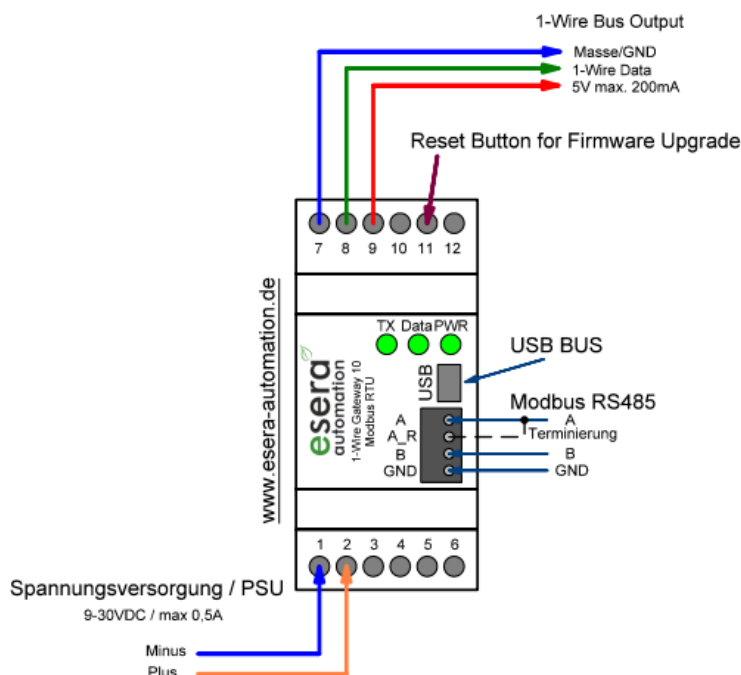 1-Wire Bus Output
Masse/GND
1-Wire Data
5V max. 200mA
Reset Button for Firmware Upgrade
7 8 9 10 11 12
www.esera-automation.de
TX Data PWR
esera
automation
1-Wire Gateway 10
Modbus RTU
USB
USB BUS
Modbus RS485
A A
A_R Terminierung
B B
GND GND
1 2 3 4 5 6
Spannungsversorgung / PSU
9-30VDC / max 0,5A
Minus
Plus